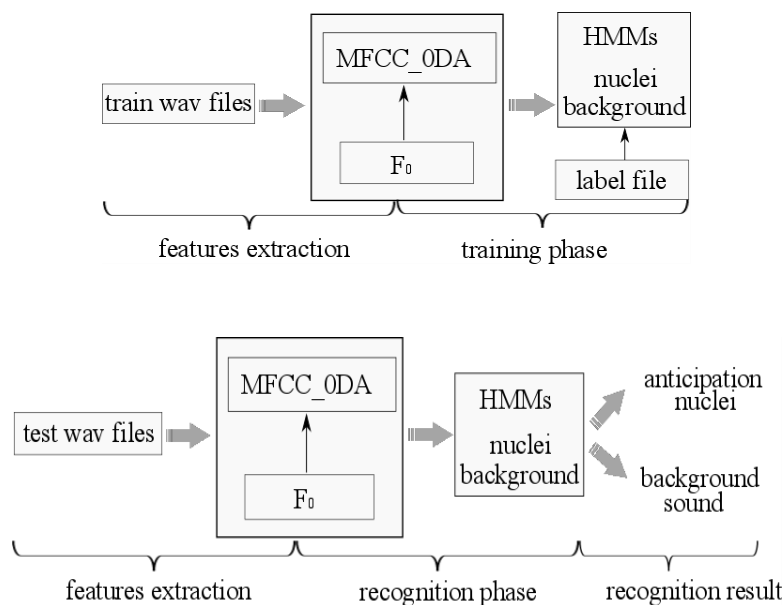 train wav files
MFCC_0DA
F₀
HMMs
nuclei
background
label file
features extraction
training phase
test wav files
MFCC_0DA
F₀
HMMs
nuclei
background
anticipation
nuclei
background
sound
features extraction
recognition phase
recognition result